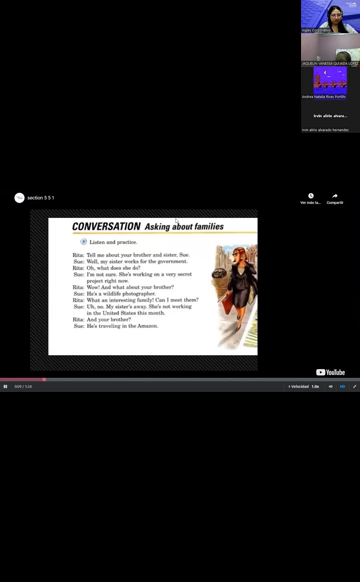 section 5 5 1
Ver más ta...
Compartir
CONVERSATION Asking about families
Listen and practice.
Rita: Tell me about your brother and sister, Sue.
Sue: Well, my sister works for the government.
Rita: Oh, what does she do?
Sue: I'm not sure. She's working on a very secret
project right now.
Rita: Wow! And what about your brother?
Sue: He's a wildlife photographer.
Rita: What an interesting family! Can I meet them?
Sue: Uh, no. My sister's away. She's not working
in the United States this month.
Rita: And your brother?
Sue: He's traveling in the Amazon.
YouTube
Velocidad